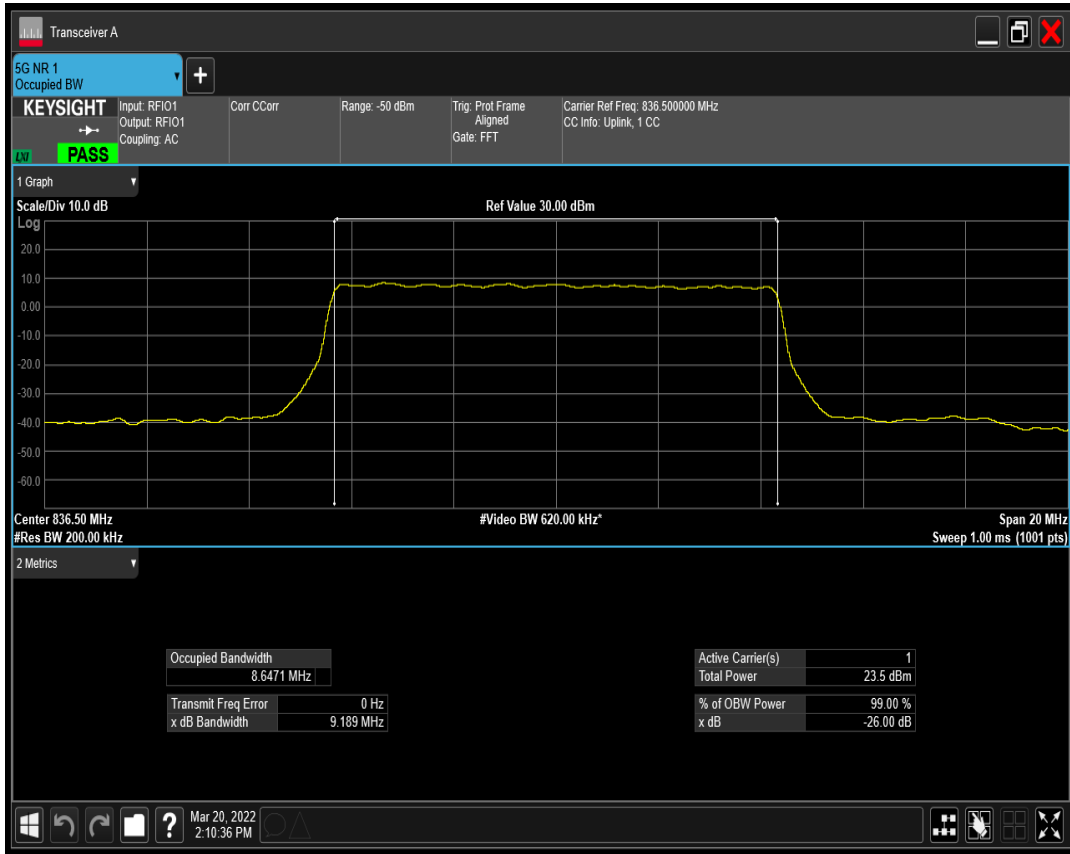 Transceiver A
5G NR 1
Occupied BW
+
KEYSIGHT
LXI
PASS
Input: RFIO1
Output: RFIO1
Coupling: AC
Corr CCorr
Range: -50 dBm
Trig: Prot Frame
Aligned
Gate: FFT
Carrier Ref Freq: 836.500000 MHz
CC Info: Uplink, 1 CC
1 Graph
Scale/Div 10.0 dB
Ref Value 30.00 dBm
Log
20.0
10.0
0.00
-10.0
-20.0
-30.0
-40.0
-50.0
-60.0
Center 836.50 MHz
#Video BW 620.00 kHz*
Span 20 MHz
#Res BW 200.00 kHz
Sweep 1.00 ms (1001 pts)
2 Metrics
Occupied Bandwidth
8.6471 MHz
Transmit Freq Error 0 Hz
x dB Bandwidth 9.189 MHz
Active Carrier(s) 1
Total Power 23.5 dBm
% of OBW Power 99.00 %
x dB -26.00 dB
?
Mar 20, 2022
2:10:36 PM